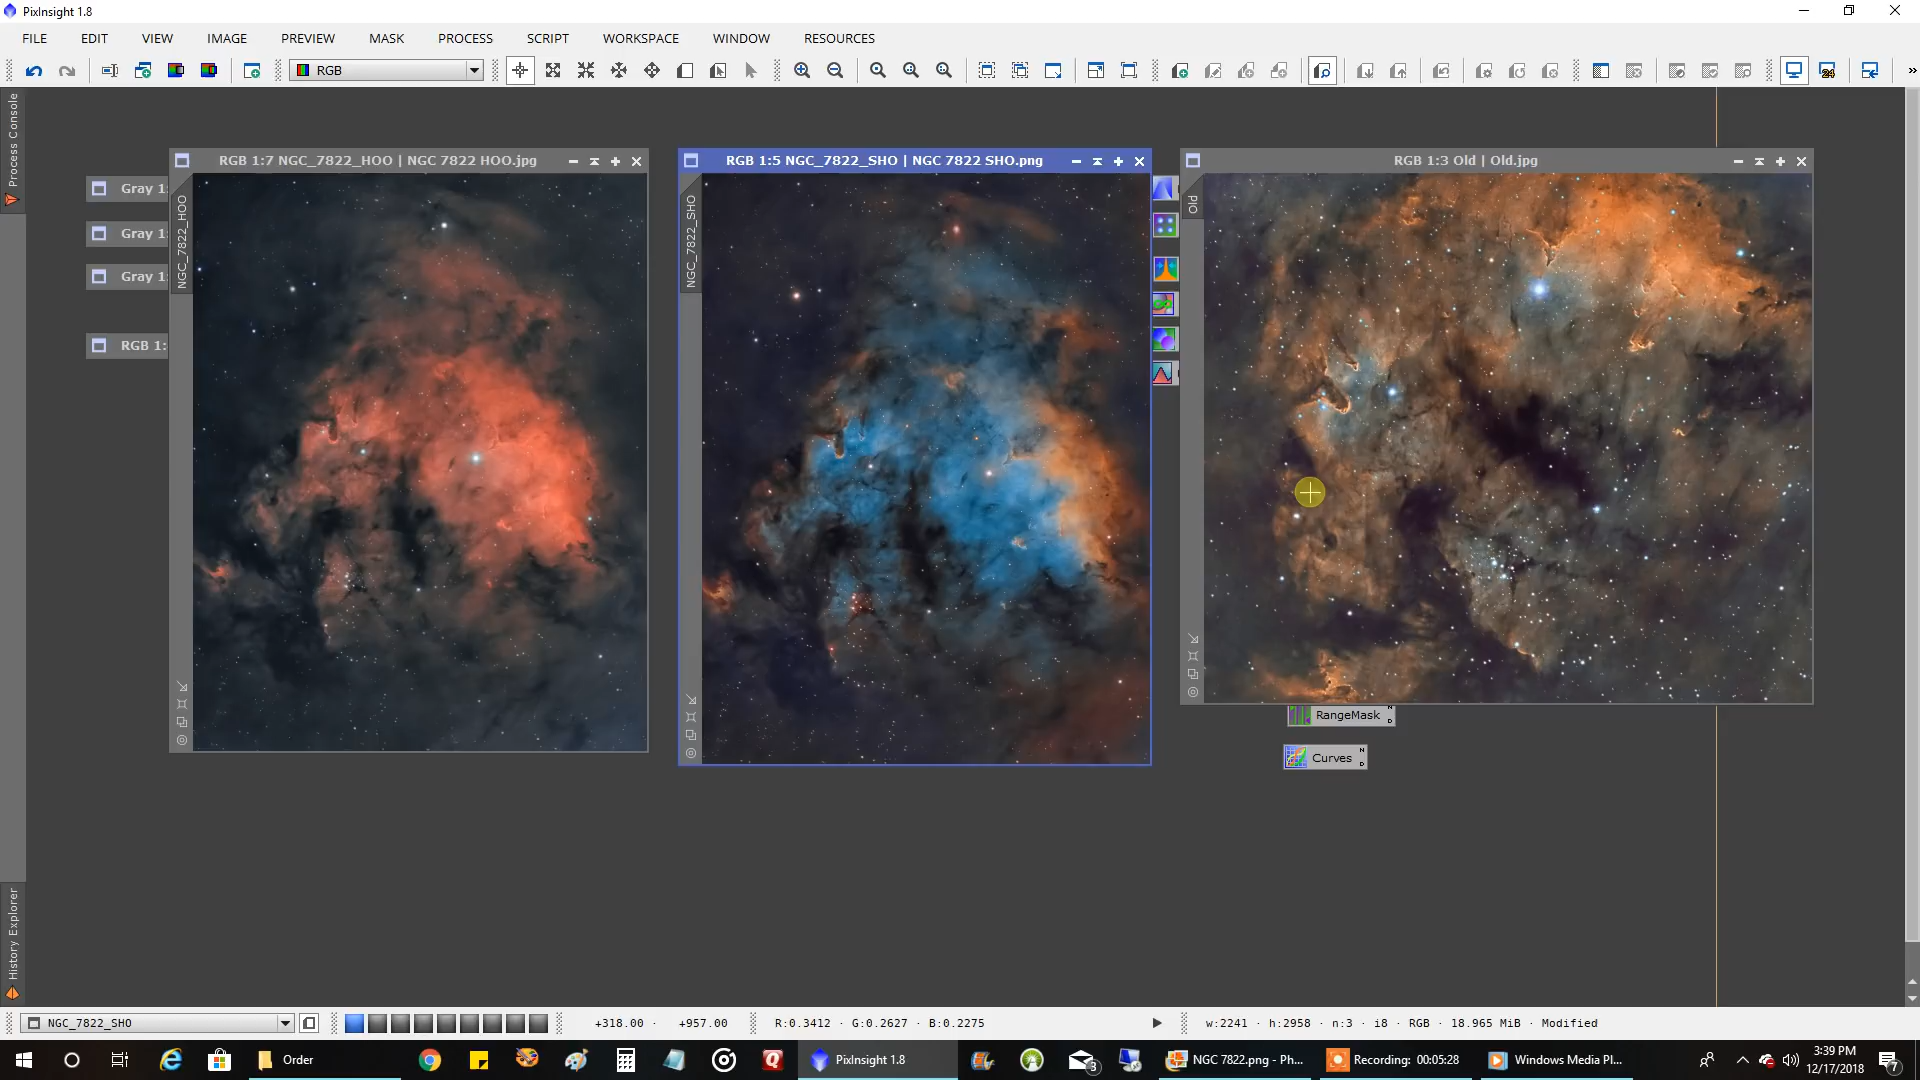 PixInsight 1.8
FILE EDIT VIEW IMAGE PREVIEW MASK PROCESS SCRIPT WORKSPACE WINDOW RESOURCES
RGB
24
Process Console
RGB 1:7 NGC_7822_HOO | NGC 7822 HOO.jpg
RGB 1:5 NGC_7822_SHO | NGC 7822 SHO.png
RGB 1:3 Old | Old.jpg
Gray 1:
Gray 1:
Gray 1:
RGB 1:
NGC_7822_HOO
NGC_7822_SHO
Old
RangeMask N D
Curves N D
History Explorer
NGC_7822_SHO
+318.00 · +957.00
R:0.3412 · G:0.2627 · B:0.2275
w:2241 · h:2958 · n:3 · i8 · RGB · 18.965 MiB · Modified
Order
PixInsight 1.8
3
NGC 7822.png - Ph...
Recording: 00:05:28
Windows Media Pl...
3:39 PM
12/17/2018
7